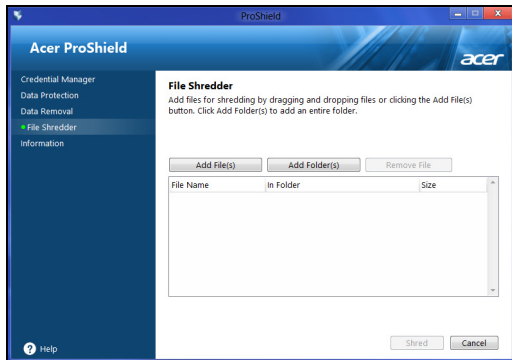 ProShield
Acer ProShield
acer
Credential Manager
Data Protection
Data Removal
File Shredder
Information
Help
File Shredder
Add files for shredding by dragging and dropping files or clicking the Add File(s)
button. Click Add Folder(s) to add an entire folder.
Add File(s) Add Folder(s) Remove File
File Name In Folder Size
Shred Cancel